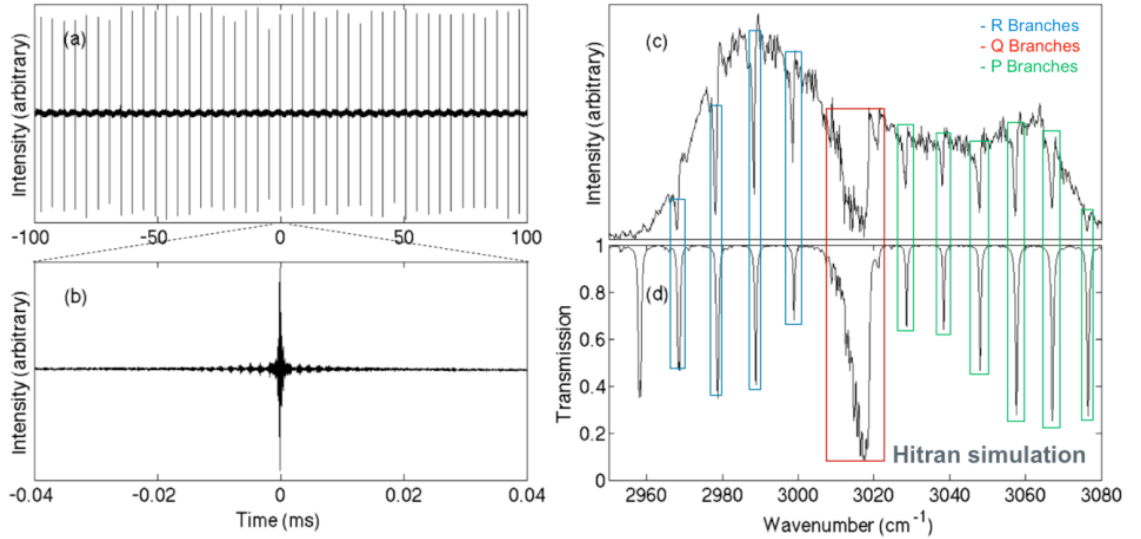 Intensity (arbitrary)
(a)
-100
-50
0
50
100
Intensity (arbitrary)
(b)
-0.04
-0.02
0
0.02
0.04
Time (ms)
Intensity (arbitrary)
(c)
- R Branches
- Q Branches
- P Branches
Transmission
1
0.8
0.6
0.4
0.2
0
(d)
Hitran simulation
2960
2980
3000
3020
3040
3060
3080
Wavenumber (cm⁻¹)